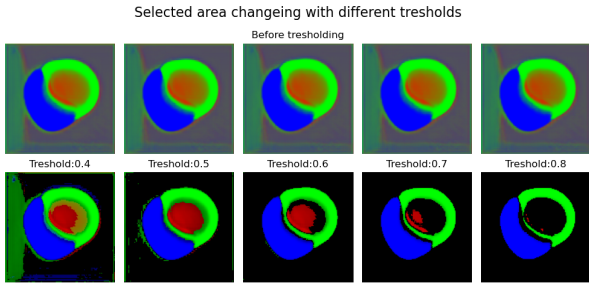 Selected area changeing with different tresholds
Before tresholding
Treshold:0.4 Treshold:0.5 Treshold:0.6 Treshold:0.7 Treshold:0.8